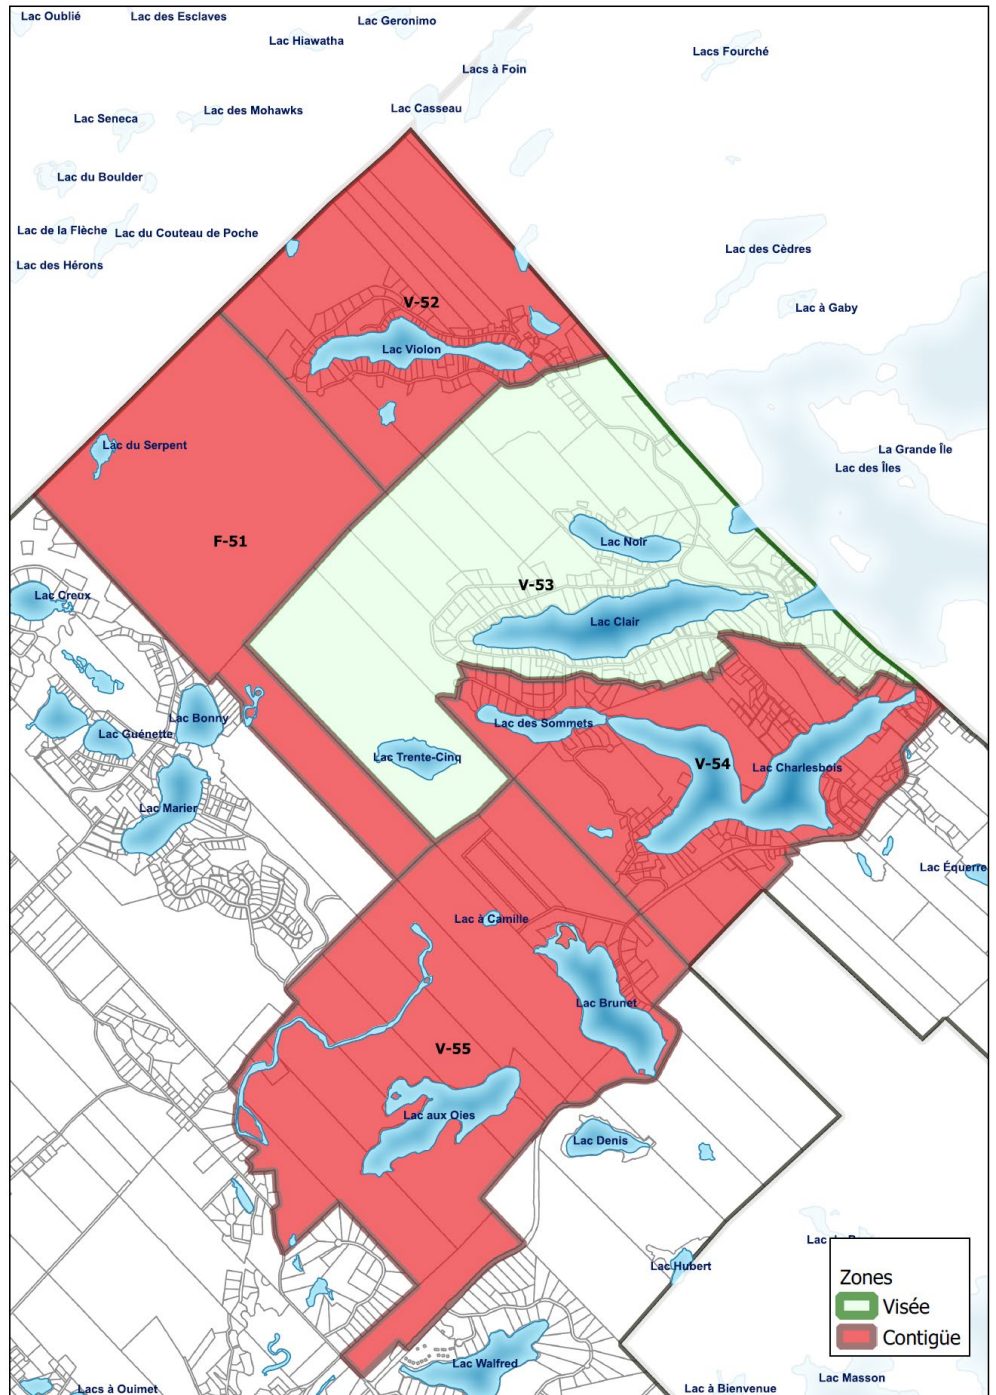 Lac Oublié
Lac des Esclaves
Lac Geronimo
Lac Hiawatha
Lacs Fourché
Lacs à Foin
Lac Casseau
Lac des Mohawks
Lac Seneca
Lac du Boulder
Lac de la Flèche
Lac du Couteau de Poche
Lac des Hérons
Lac des Cèdres
Lac à Gaby
V-52
Lac Violon
Lac du Serpent
La Grande Île
Lac des Îles
F-51
Lac Noir
V-53
Lac Creux
Lac Clair
Lac Bonny
Lac des Sommets
Lac Guénette
Lac Trente-Cinq
V-54
Lac Charlesbois
Lac Marier
Lac Équerre
Lac à Camille
Lac Brunet
V-55
Lac aux Oies
Lac Denis
Lac Hubert
Zones
Visée
Contigüe
Lac Walfred
Lac Masson
Lacs à Ouimet
Lac à Bienvenue